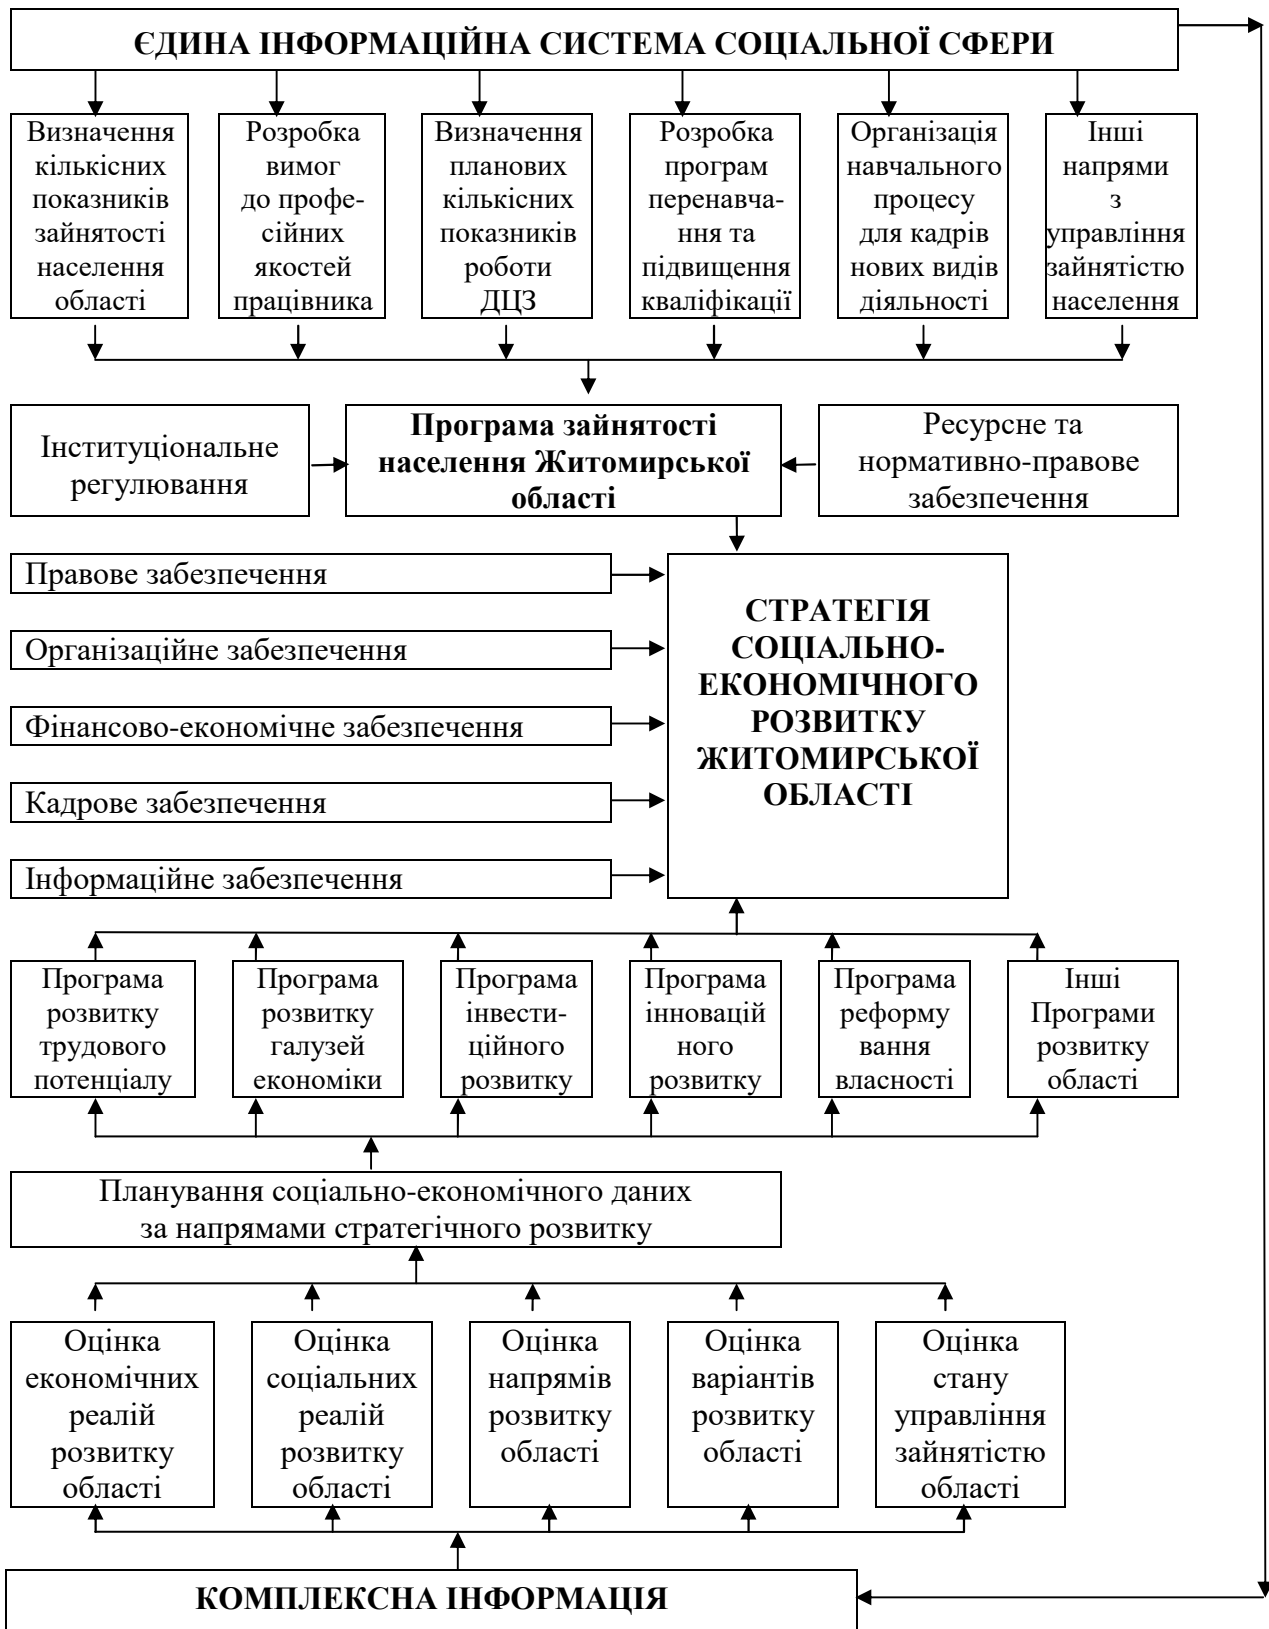 ЄДИНА ІНФОРМАЦІЙНА СИСТЕМА СОЦІАЛЬНОЇ СФЕРИ
Визначення
кількісних
показників
зайнятості
населення
області
Розробка
вимог
до профе-
сійних
якостей
працівника
Визначення
планових
кількісних
показників
роботи
ДЦЗ
Розробка
програм
перенавча-
ння та
підвищення
кваліфікації
Організація
навчального
процесу
для кадрів
нових видів
діяльності
Інші
напрями
з
управління
зайнятістю
населення
Інституціональне
регулювання
Програма зайнятості
населення Житомирської
області
Ресурсне та
нормативно-правове
забезпечення
Правове забезпечення
Організаційне забезпечення
Фінансово-економічне забезпечення
Кадрове забезпечення
Інформаційне забезпечення
СТРАТЕГІЯ
СОЦІАЛЬНО-
ЕКОНОМІЧНОГО
РОЗВИТКУ
ЖИТОМИРСЬКОЇ
ОБЛАСТІ
Програма
розвитку
трудового
потенціалу
Програма
розвитку
галузей
економіки
Програма
інвести-
ційного
розвитку
Програма
інновацій
ного
розвитку
Програма
реформу
вання
власності
Інші
Програми
розвитку
області
Планування соціально-економічного даних
за напрямами стратегічного розвитку
Оцінка
економічних
реалій
розвитку
області
Оцінка
соціальних
реалій
розвитку
області
Оцінка
напрямів
розвитку
області
Оцінка
варіантів
розвитку
області
Оцінка
стану
управління
зайнятістю
області
КОМПЛЕКСНА ІНФОРМАЦІЯ